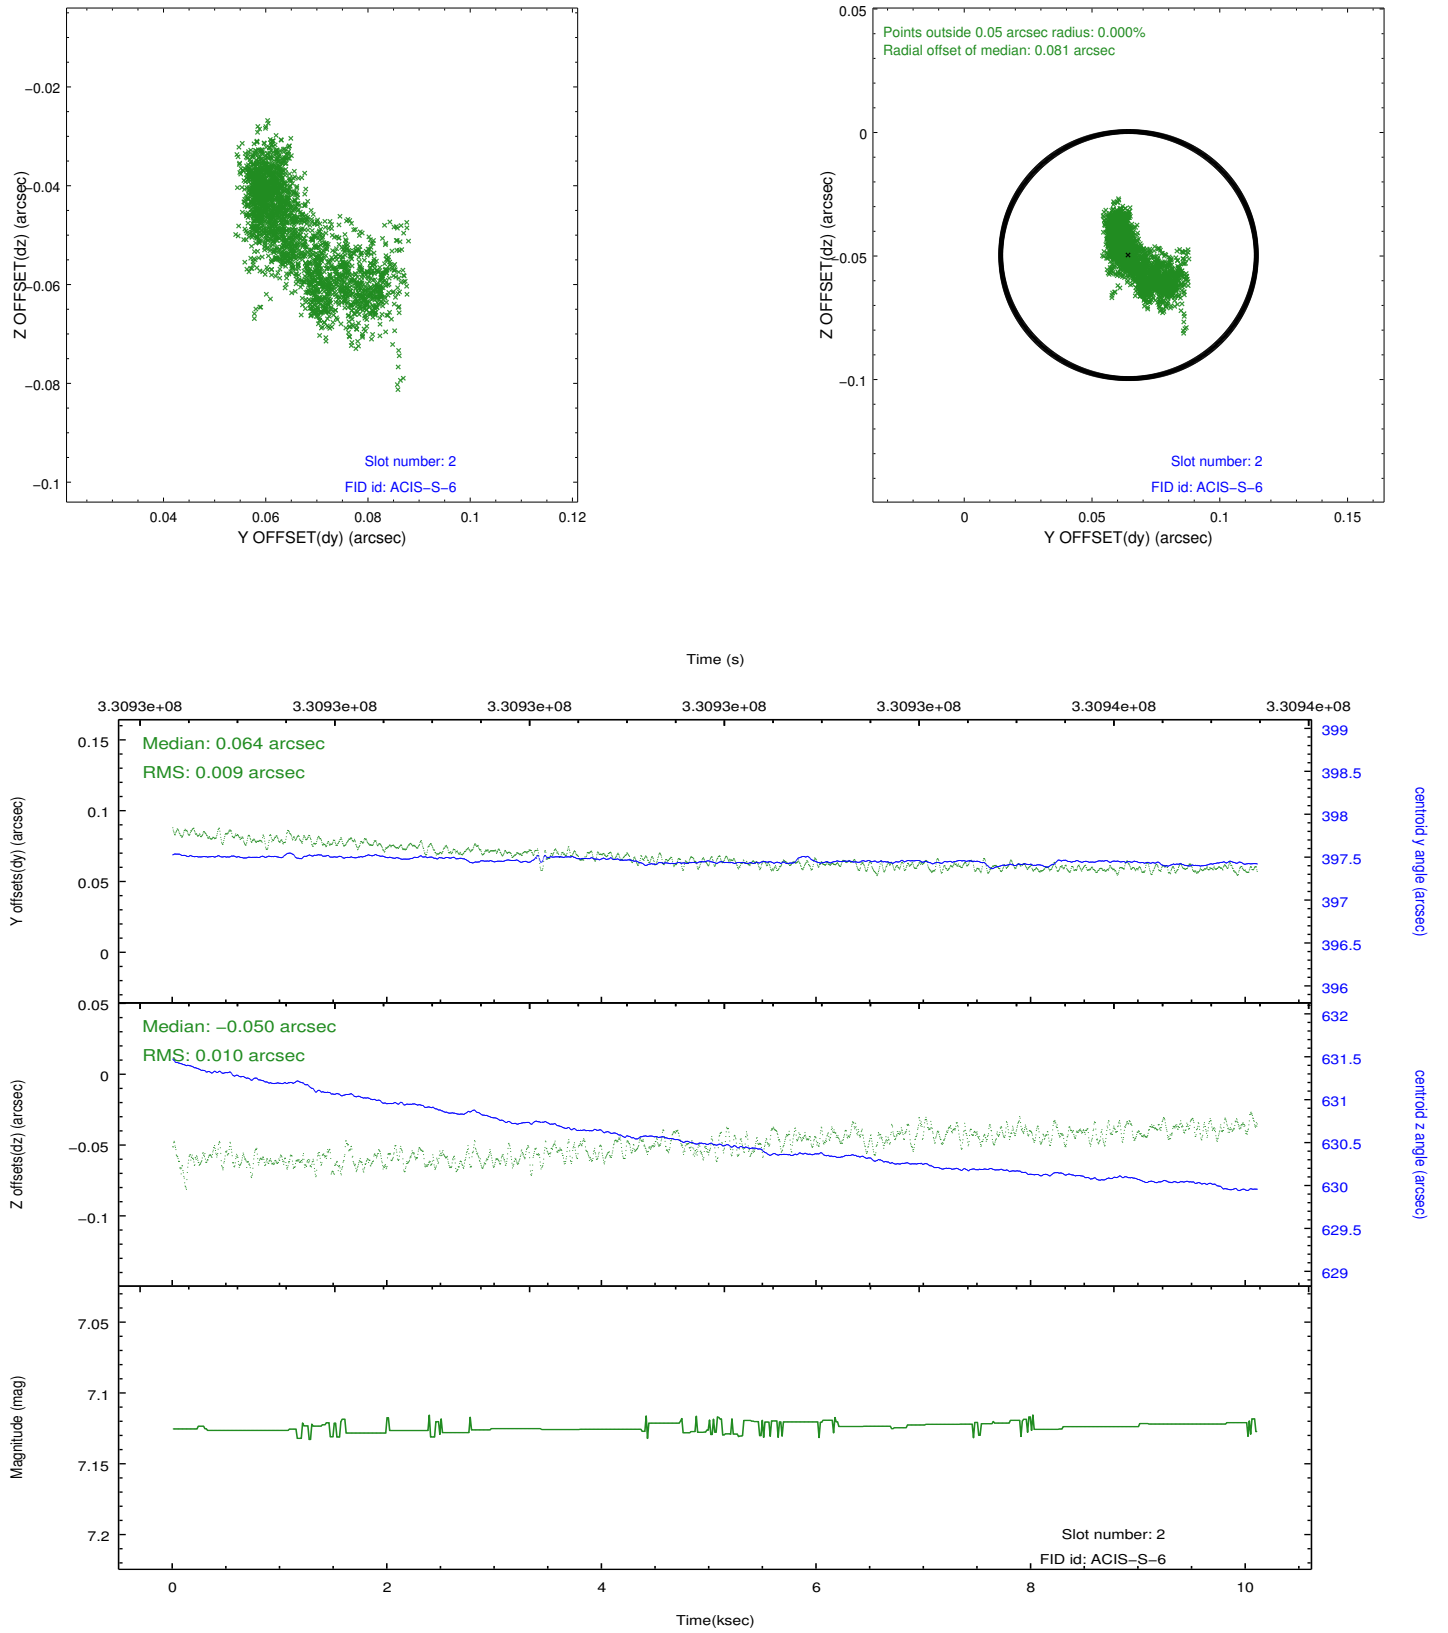 −0.02
−0.04
−0.06
−0.08
−0.1
Z OFFSET(dz) (arcsec)
Slot number: 2
FID id: ACIS−S−6
0.04 0.06 0.08 0.1 0.12
Y OFFSET(dy) (arcsec)
0.05
0
−0.05
−0.1
Z OFFSET(dz) (arcsec)
Points outside 0.05 arcsec radius: 0.000%
Radial offset of median: 0.081 arcsec
Slot number: 2
FID id: ACIS−S−6
0 0.05 0.1 0.15
Y OFFSET(dy) (arcsec)
Time (s)
3.3093e+08 3.3093e+08 3.3093e+08 3.3093e+08 3.3093e+08 3.3094e+08 3.3094e+08
Median: 0.064 arcsec
RMS: 0.009 arcsec
0.15
0.1
0.05
0
Y offsets(dy) (arcsec)
399
398.5
398
397.5
397
396.5
396
centroid y angle (arcsec)
Median: −0.050 arcsec
RMS: 0.010 arcsec
0.05
0
−0.05
−0.1
Z offsets(dz) (arcsec)
632
631.5
631
630.5
630
629.5
629
centroid z angle (arcsec)
7.05
7.1
7.15
7.2
Magnitude (mag)
Slot number: 2
FID id: ACIS−S−6
0 2 4 6 8 10
Time(ksec)